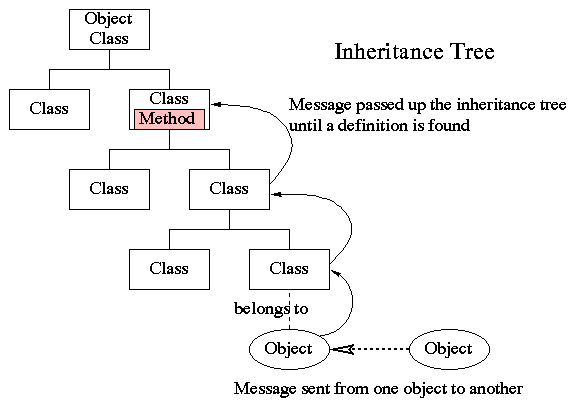 Object
Class
Inheritance Tree
Class
Class
Method
Message passed up the inheritance tree
until a definition is found
Class
Class
Class
Class
belongs to
Object
Object
Message sent from one object to another